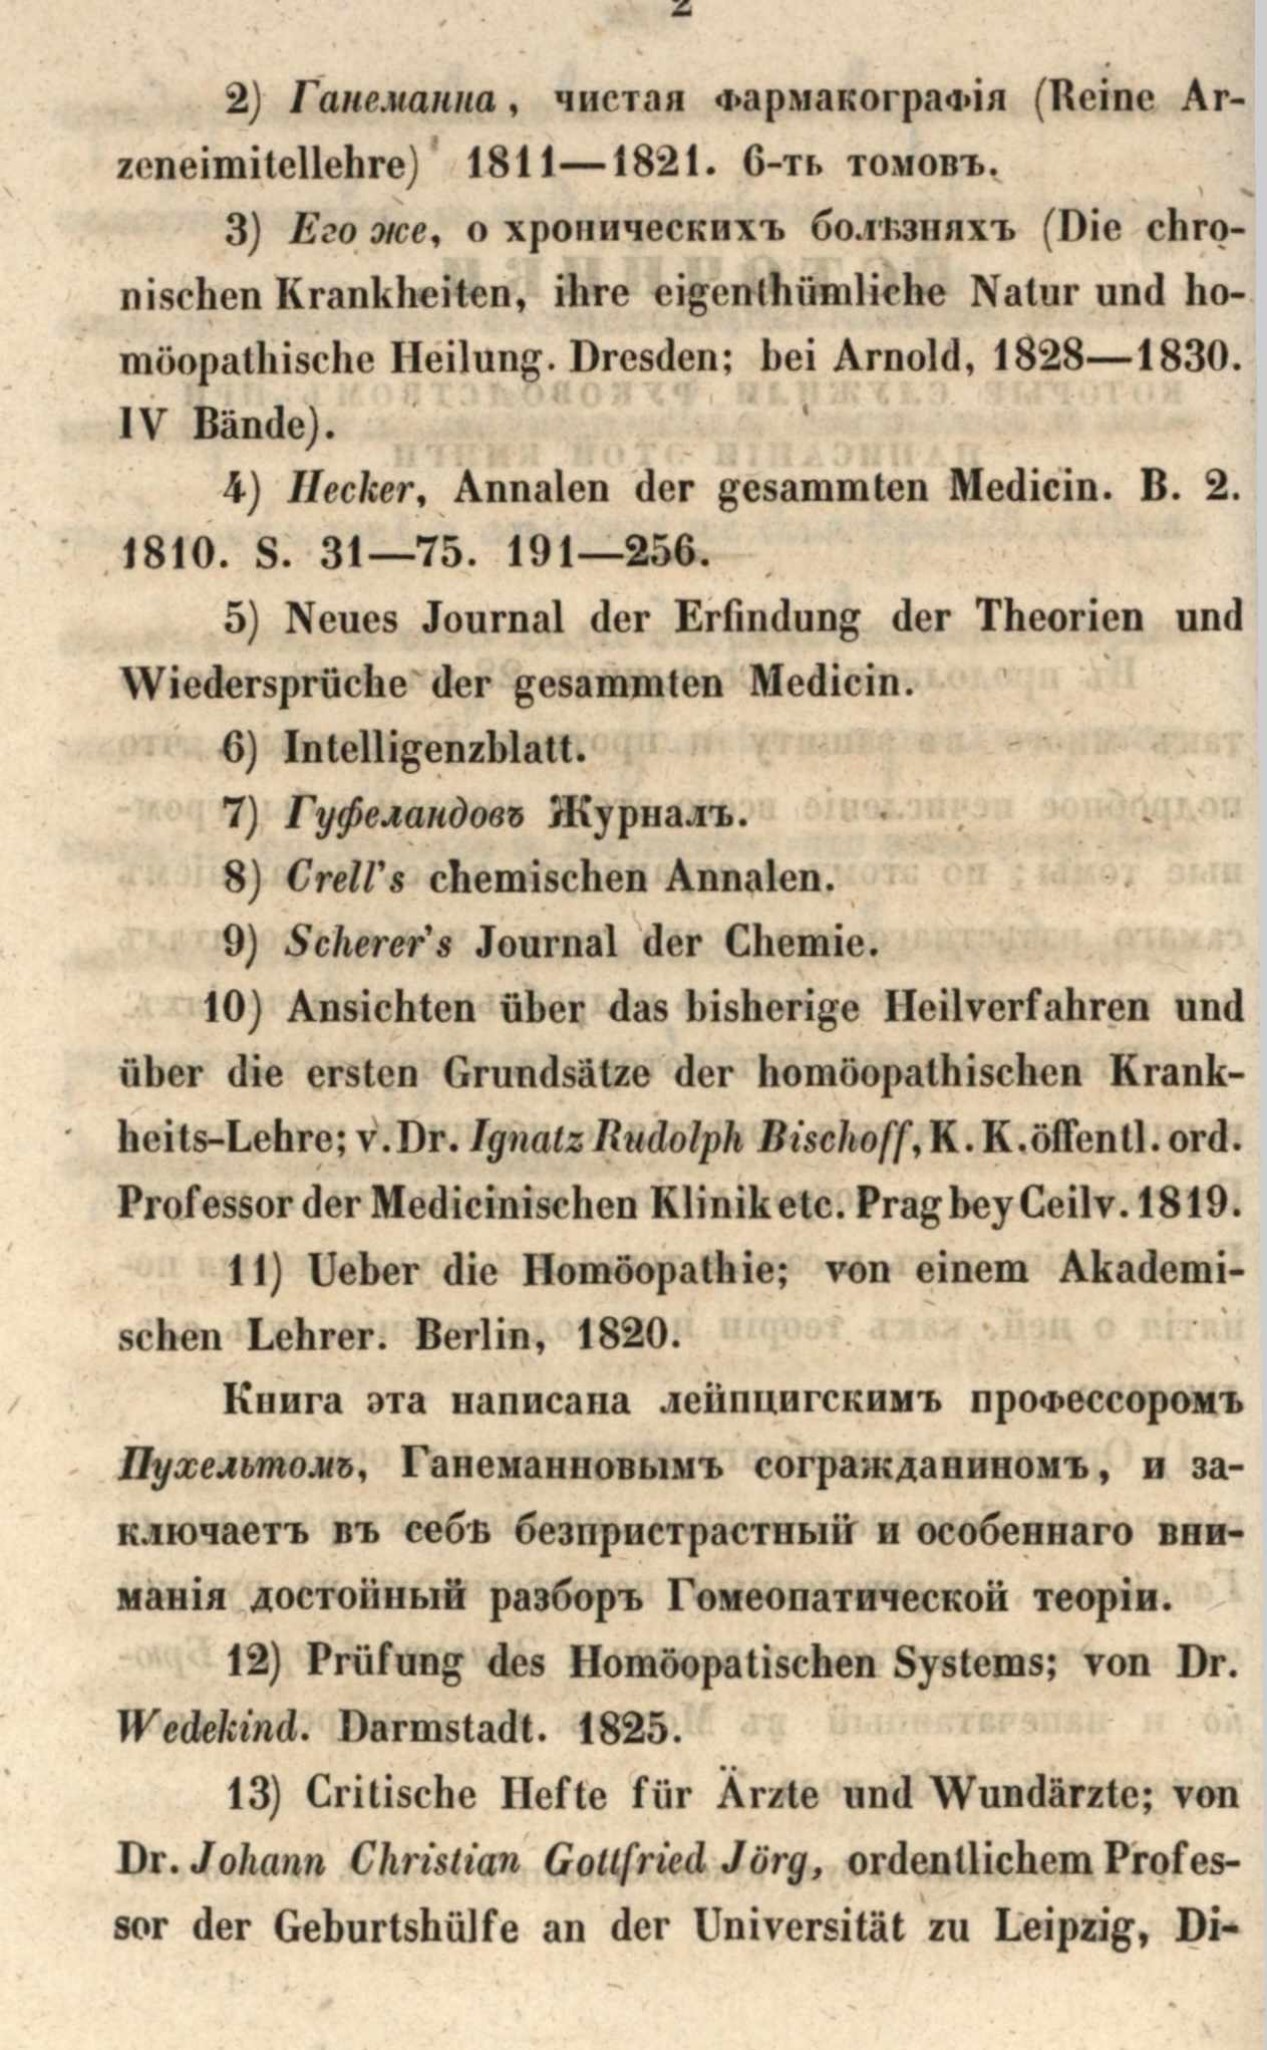 2
2) Ганеманна, чистая фармакографія (Reine Ar-
zeneimitellehre) 1811—1821. 6-ть томовъ.
3) Его же, о хроническихъ болѣзняхъ (Die chro-
nischen Krankheiten, ihre eigenthümliche Natur und ho-
möopathische Heilung. Dresden; bei Arnold, 1828—1830.
IV Bände).
4) Hecker, Annalen der gesammten Medicin. B. 2.
1810. S. 31—75. 191—256.
5) Neues Journal der Erfindung der Theorien und
Wiedersprüche der gesammten Medicin.
6) Intelligenzblatt.
7) Гуфеландовъ Журналъ.
8) Crell's chemischen Annalen.
9) Scherer's Journal der Chemie.
10) Ansichten über das bisherige Heilverfahren und
über die ersten Grundsätze der homöopathischen Krank-
heits-Lehre; v. Dr. Ignatz Rudolph Bischoff, K. K. öffentl. ord.
Professor der Medicinischen Klinik etc. Prag bey Ceilv. 1819.
11) Ueber die Homöopathie; von einem Akademi-
schen Lehrer. Berlin, 1820.
Книга эта написана лейпцигскимъ профессоромъ
Пухельтомъ, Ганеманновымъ согражданиномъ, и за-
ключаетъ въ себѣ безпристрастный и особеннаго вни-
манія достойный разборъ Гомеопатической теоріи.
12) Prüfung des Homöopatischen Systems; von Dr.
Wedekind. Darmstadt. 1825.
13) Critische Hefte für Ärzte und Wundärzte; von
Dr. Johann Christian Gottfried Jörg, ordentlichem Profes-
sor der Geburtshülfe an der Universität zu Leipzig, Di-